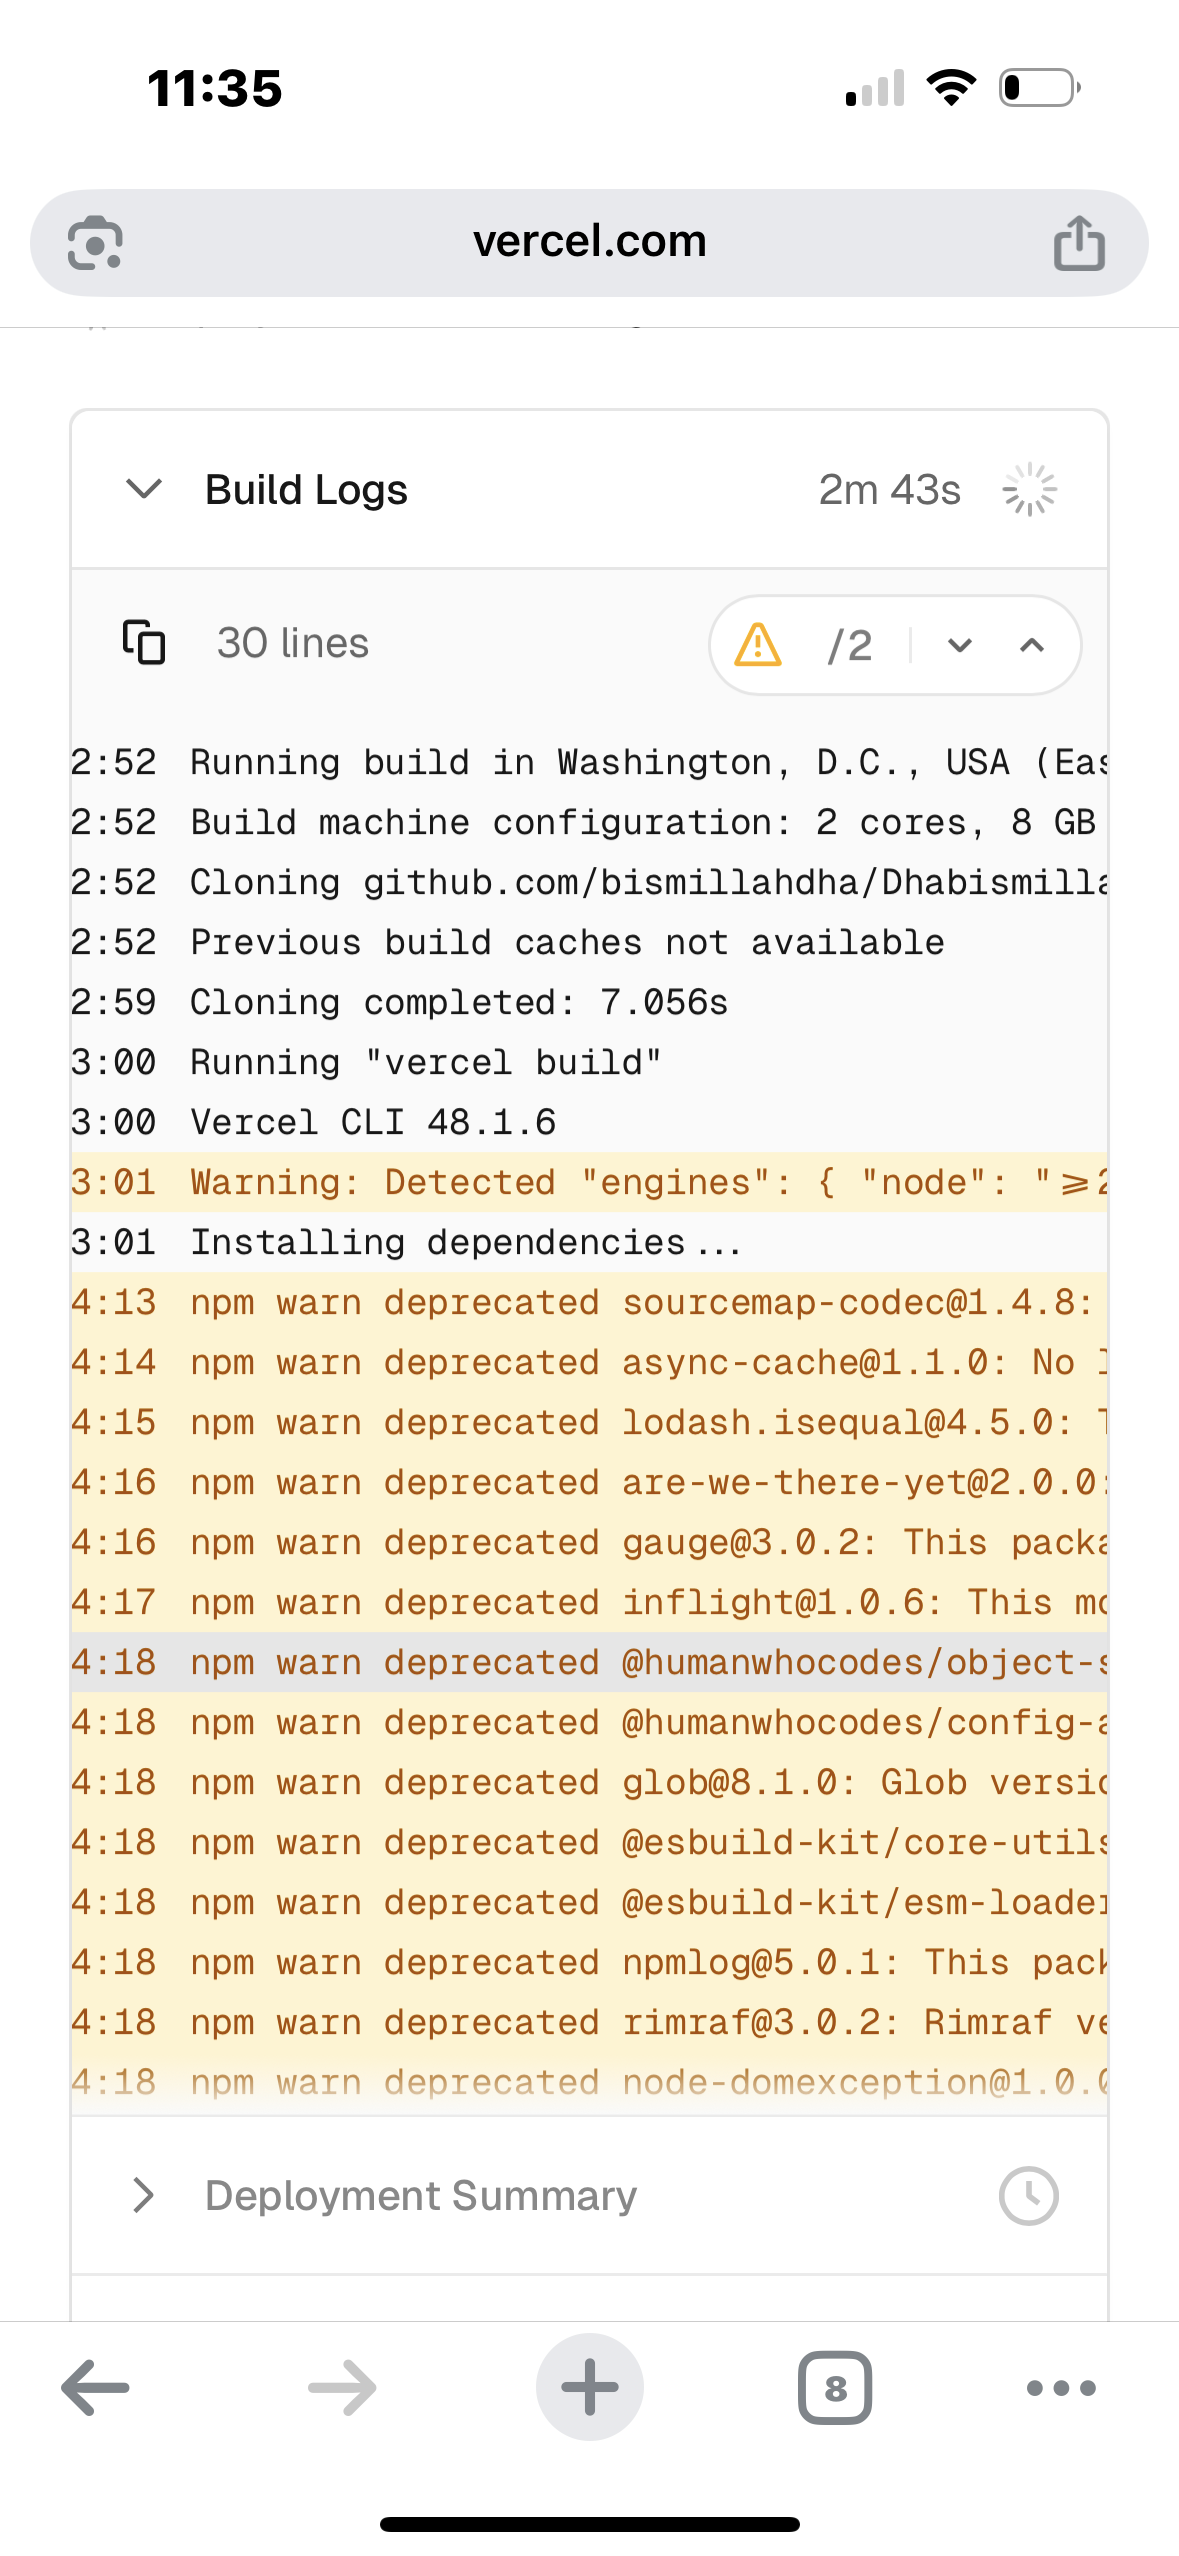 11:35
vercel.com
Build Logs 2m 43s
30 lines /2
2:52 Running build in Washington, D.C., USA (Eas
2:52 Build machine configuration: 2 cores, 8 GB
2:52 Cloning github.com/bismillahdha/Dhabismilla
2:52 Previous build caches not available
2:59 Cloning completed: 7.056s
3:00 Running "vercel build"
3:00 Vercel CLI 48.1.6
3:01 Warning: Detected "engines": { "node": ">=2
3:01 Installing dependencies...
4:13 npm warn deprecated sourcemap-codec@1.4.8:
4:14 npm warn deprecated async-cache@1.1.0: No l
4:15 npm warn deprecated lodash.isequal@4.5.0: T
4:16 npm warn deprecated are-we-there-yet@2.0.0:
4:16 npm warn deprecated gauge@3.0.2: This packa
4:17 npm warn deprecated inflight@1.0.6: This mo
4:18 npm warn deprecated @humanwhocodes/object-s
4:18 npm warn deprecated @humanwhocodes/config-a
4:18 npm warn deprecated glob@8.1.0: Glob versio
4:18 npm warn deprecated @esbuild-kit/core-utils
4:18 npm warn deprecated @esbuild-kit/esm-loader
4:18 npm warn deprecated npmlog@5.0.1: This pack
4:18 npm warn deprecated rimraf@3.0.2: Rimraf ve
4:18 npm warn deprecated node-domexception@1.0.0
Deployment Summary
8